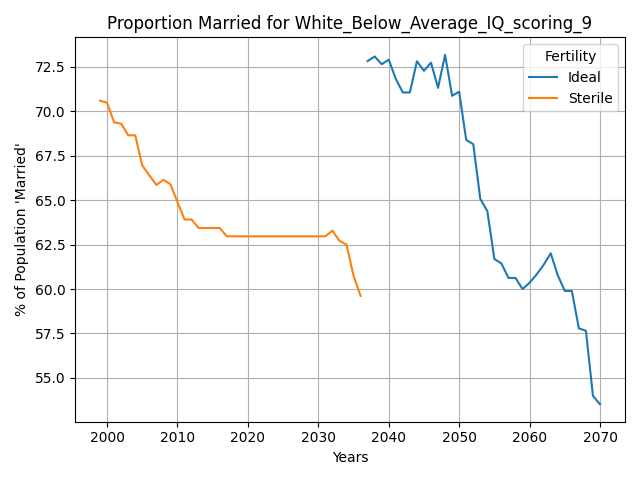 Proportion Married for White_Below_Average_IQ_scoring_9
% of Population 'Married'
72.5
70.0
67.5
65.0
62.5
60.0
57.5
55.0
Fertility
Ideal
Sterile
2000 2010 2020 2030 2040 2050 2060 2070
Years